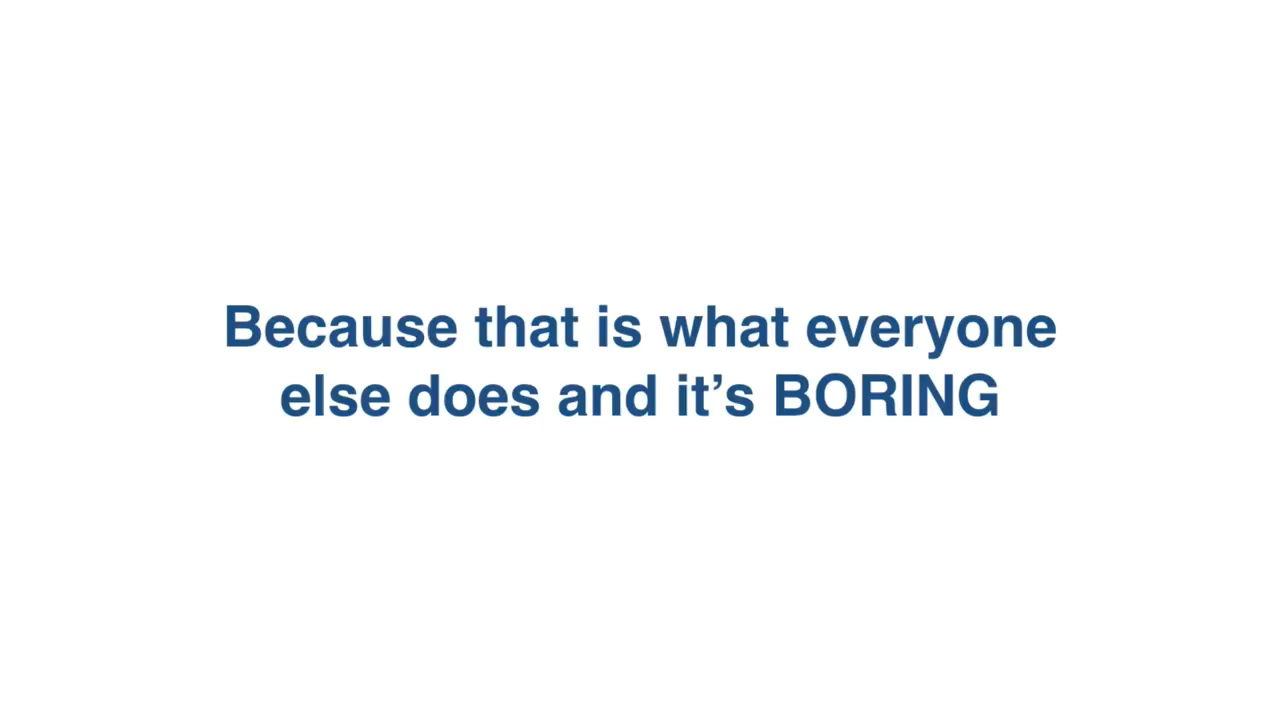 Because that is what everyone
else does and it’s BORING